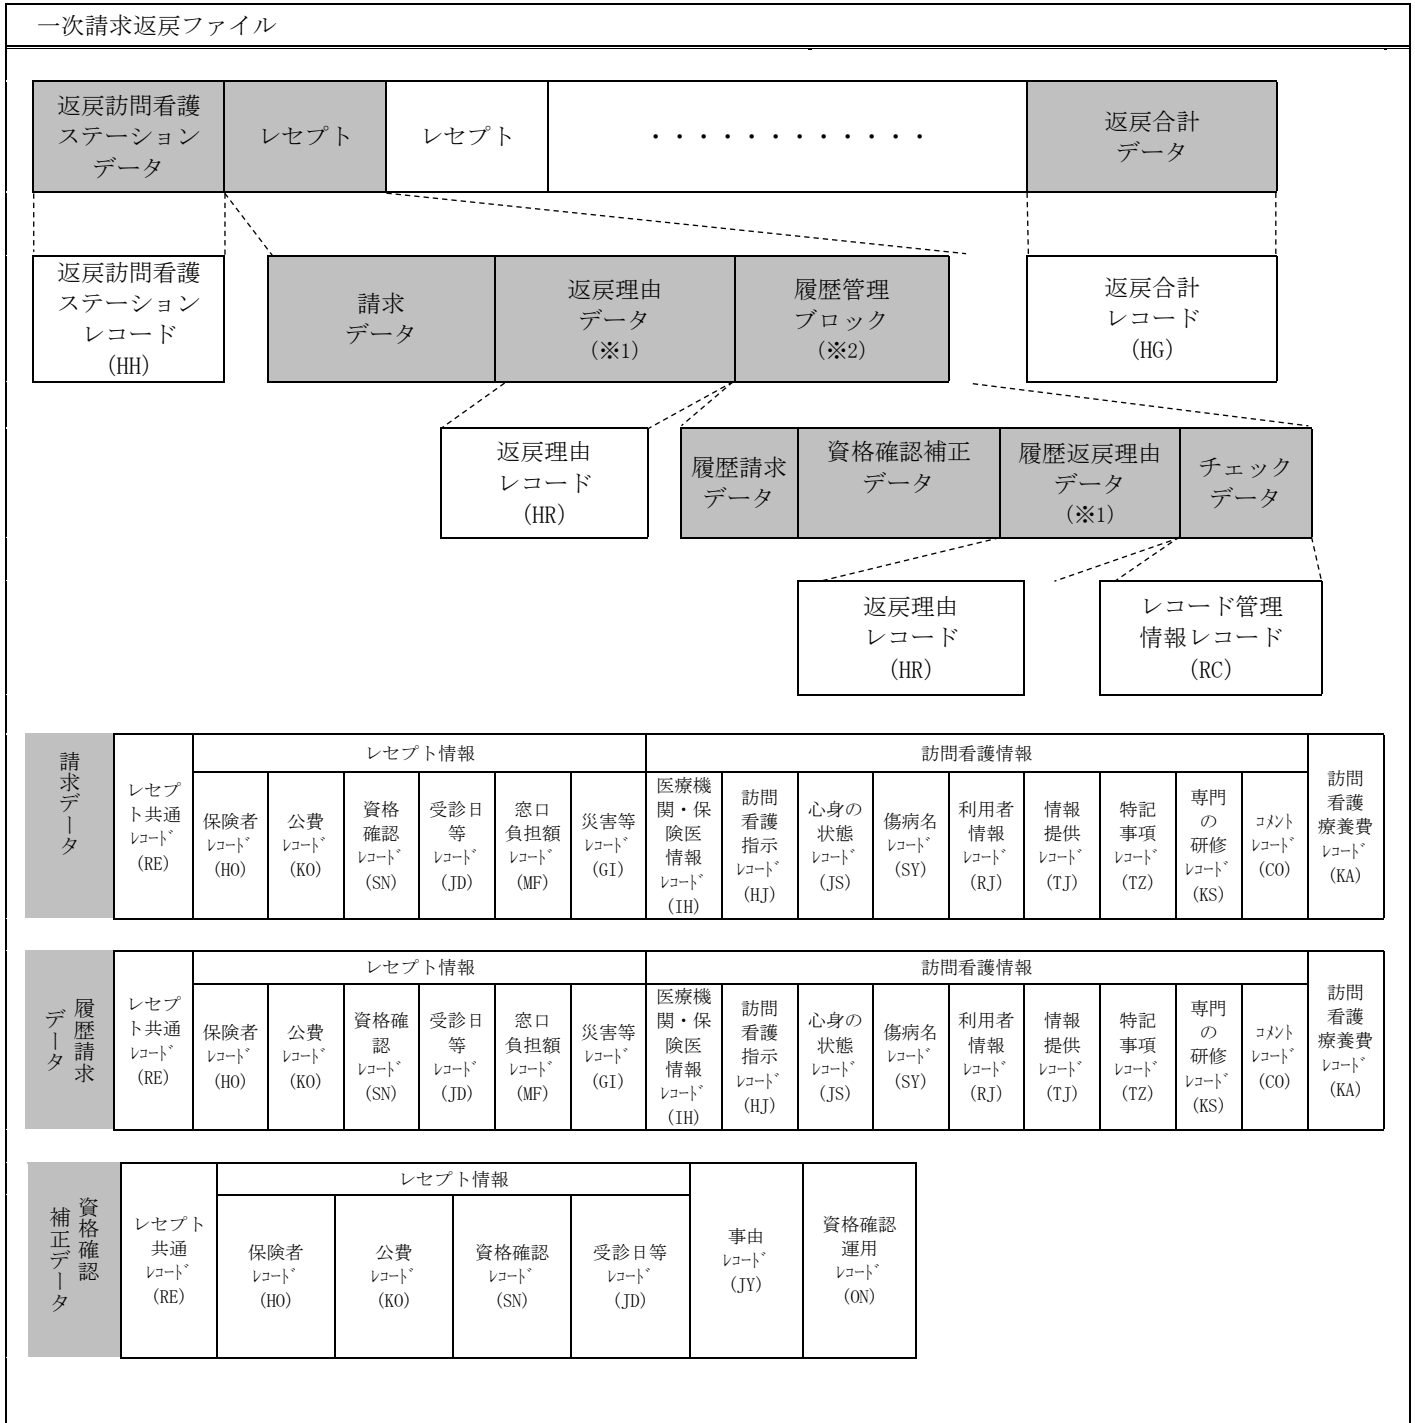 一次請求返戻ファイル
返戻訪問看護
ステーション
データ
レセプト
レセプト
・・・・・・・・・・・・
返戻合計
データ
返戻訪問看護
ステーション
レコード
(HH)
請求
データ
返戻理由
データ
(※1)
履歴管理
ブロック
(※2)
返戻合計
レコード
(HG)
返戻理由
レコード
(HR)
履歴請求
データ
資格確認補正
データ
履歴返戻理由
データ
(※1)
チェック
データ
返戻理由
レコード
(HR)
レコード管理
情報レコード
(RC)
請求データ
レセプ
ト共通
ﾚｺｰﾄﾞ
(RE)
レセプト情報
保険者
ﾚｺｰﾄﾞ
(HO)
公費
ﾚｺｰﾄﾞ
(KO)
資格
確認
ﾚｺｰﾄﾞ
(SN)
受診日
等
ﾚｺｰﾄﾞ
(JD)
窓口
負担額
ﾚｺｰﾄﾞ
(MF)
災害等
ﾚｺｰﾄﾞ
(GI)
訪問看護情報
医療機
関・保
険医
情報
ﾚｺｰﾄﾞ
(IH)
訪問
看護
指示
ﾚｺｰﾄﾞ
(HJ)
心身の
状態
ﾚｺｰﾄﾞ
(JS)
傷病名
ﾚｺｰﾄﾞ
(SY)
利用者
情報
ﾚｺｰﾄﾞ
(RJ)
情報
提供
ﾚｺｰﾄﾞ
(TJ)
特記
事項
ﾚｺｰﾄﾞ
(TZ)
専門
の
研修
ﾚｺｰﾄﾞ
(KS)
ｺﾒﾝﾄ
ﾚｺｰﾄﾞ
(CO)
訪問
看護
療養費
ﾚｺｰﾄﾞ
(KA)
履歴請求
データ
レセプ
ト共通
ﾚｺｰﾄﾞ
(RE)
レセプト情報
保険者
ﾚｺｰﾄﾞ
(HO)
公費
ﾚｺｰﾄﾞ
(KO)
資格確
認
ﾚｺｰﾄﾞ
(SN)
受診日
等
ﾚｺｰﾄﾞ
(JD)
窓口
負担額
ﾚｺｰﾄﾞ
(MF)
災害等
ﾚｺｰﾄﾞ
(GI)
訪問看護情報
医療機
関・保
険医
情報
ﾚｺｰﾄﾞ
(IH)
訪問
看護
指示
ﾚｺｰﾄﾞ
(HJ)
心身の
状態
ﾚｺｰﾄﾞ
(JS)
傷病名
ﾚｺｰﾄﾞ
(SY)
利用者
情報
ﾚｺｰﾄﾞ
(RJ)
情報
提供
ﾚｺｰﾄﾞ
(TJ)
特記
事項
ﾚｺｰﾄﾞ
(TZ)
専門
の
研修
ﾚｺｰﾄﾞ
(KS)
ｺﾒﾝﾄ
ﾚｺｰﾄﾞ
(CO)
訪問
看護
療養費
ﾚｺｰﾄﾞ
(KA)
資格確認
補正データ
レセプト
共通
ﾚｺｰﾄﾞ
(RE)
レセプト情報
保険者
ﾚｺｰﾄﾞ
(HO)
公費
ﾚｺｰﾄﾞ
(KO)
資格確認
ﾚｺｰﾄﾞ
(SN)
受診日等
ﾚｺｰﾄﾞ
(JD)
事由
ﾚｺｰﾄﾞ
(JY)
資格確認
運用
ﾚｺｰﾄﾞ
(ON)